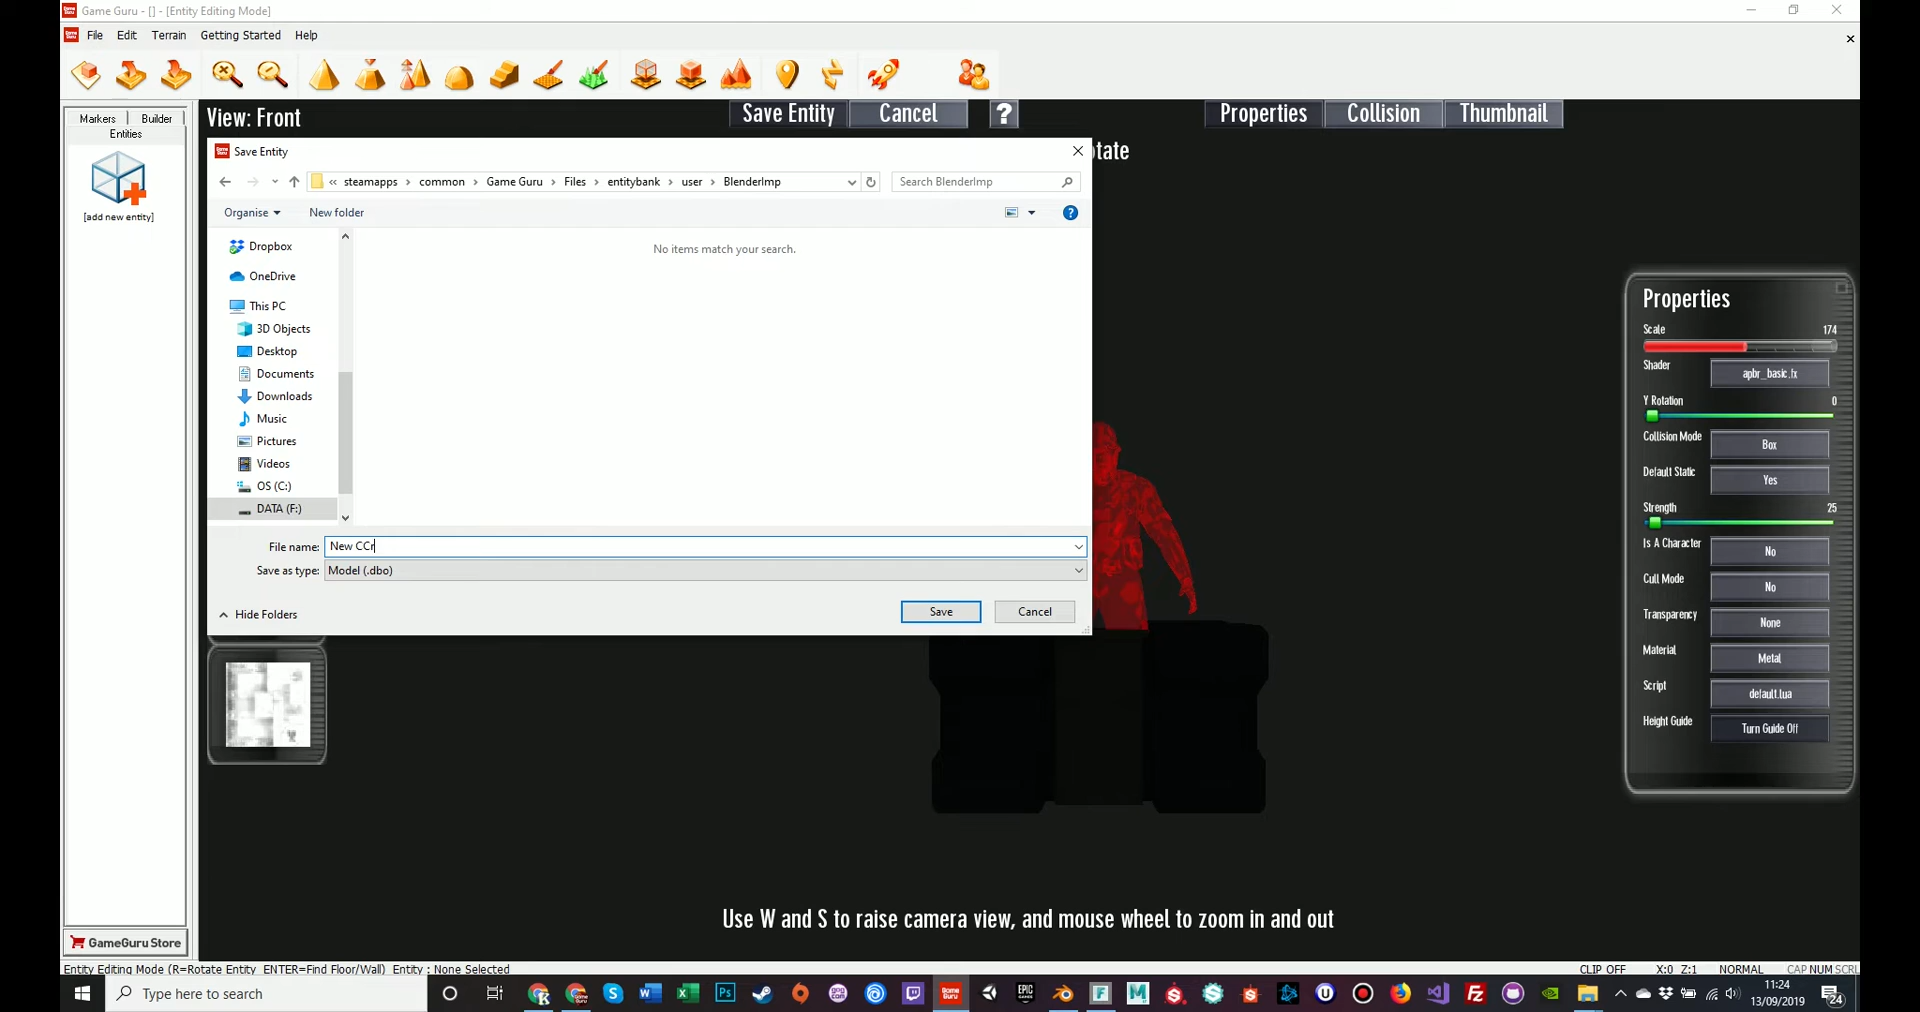 Game Guru - [] - [Entity Editing Mode]
File Edit Terrain Getting Started Help
Markers Builder
Entities
[add new entity]
View: Front
Save Entity Cancel ? Properties Collision Thumbnail
Save Entity
tate
« steamapps > common > Game Guru > Files > entitybank > user > BlenderImp
Search BlenderImp
Organise New folder
Dropbox
OneDrive
This PC
3D Objects
Desktop
Documents
Downloads
Music
Pictures
Videos
OS (C:)
DATA (F:)
No items match your search.
File name: New CCr
Save as type: Model (.dbo)
Hide Folders
Save Cancel
Properties
Scale 174
Shader apbr_basic.fx
Y Rotation 0
Collision Mode Box
Default Static Yes
Strength 25
Is A Character No
Cull Mode No
Transparency None
Material Metal
Script default.lua
Height Guide Turn Guide Off
Use W and S to raise camera view, and mouse wheel to zoom in and out
GameGuru Store
Entity Editing Mode (R=Rotate Entity ENTER=Find Floor/Wall) Entity : None Selected
CLIP OFF X:0 Z:1 NORMAL CAP NUM SCRL
Type here to search
11:24
13/09/2019
24